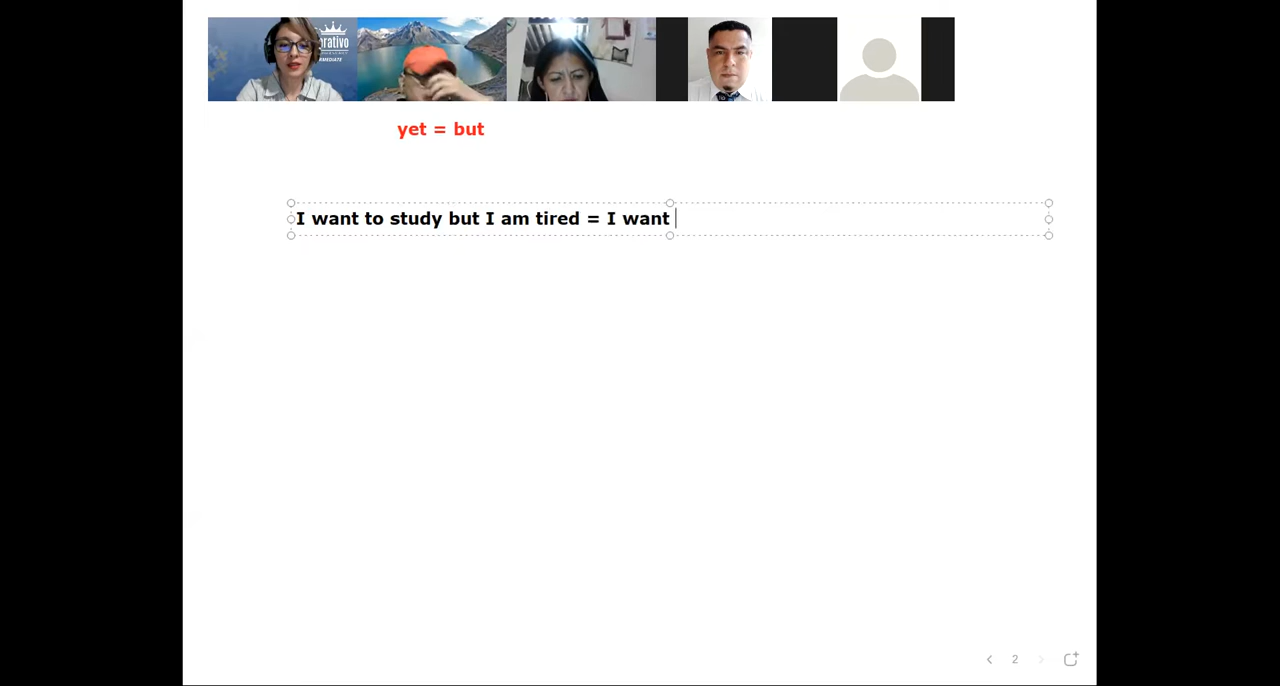 yet = but
I want to study but I am tired = I want
2